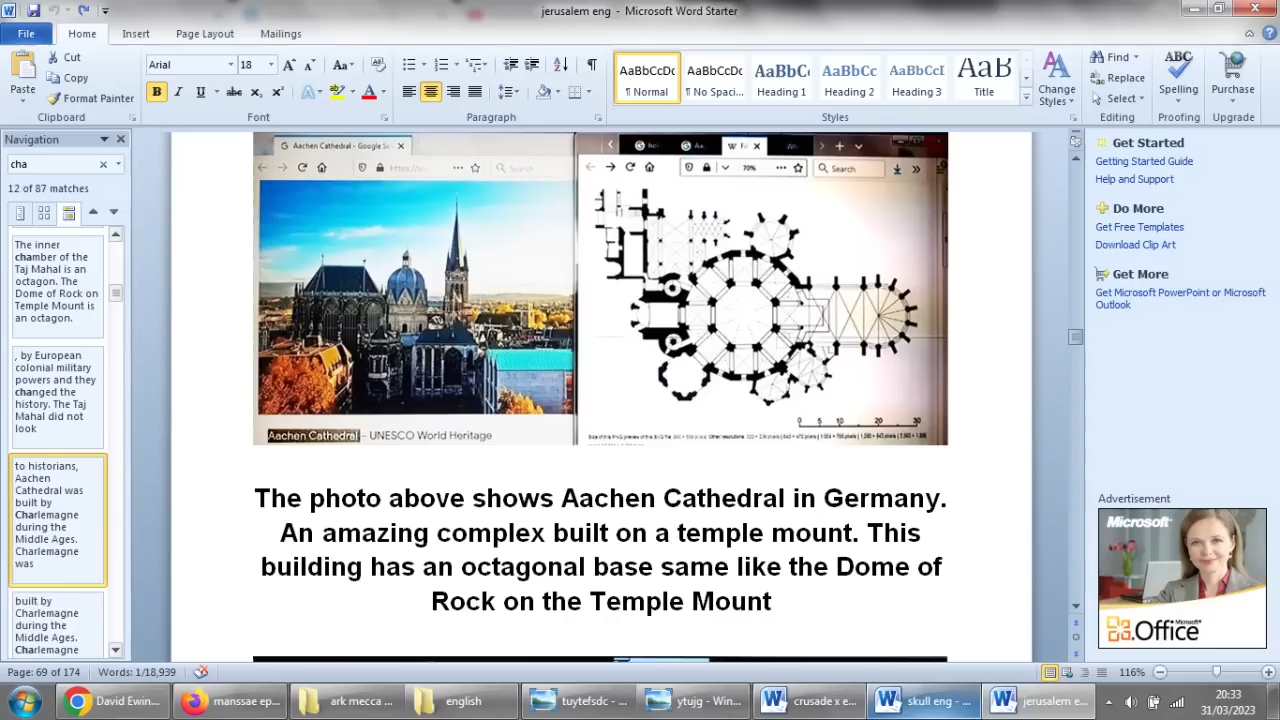 jerusalem eng - Microsoft Word Starter
File
Home
Insert
Page Layout
Mailings
Paste
Cut
Copy
Format Painter
Clipboard
Arial
18
Font
Paragraph
AaBbCcDc
¶ Normal
AaBbCcDc
¶ No Spaci...
AaBbC
Heading 1
AaBbCc
Heading 2
AaBbCcI
Heading 3
AaB
Title
Change
Styles
Styles
Find
Replace
Select
Editing
Spelling
Proofing
Purchase
Upgrade
Navigation
cha
12 of 87 matches
The inner
chamber of the
Taj Mahal is an
octagon. The
Dome of Rock on
Temple Mount is
an octagon.
, by European
colonial military
powers and they
changed the
history. The Taj
Mahal did not
look
to historians,
Aachen
Cathedral was
built by
Charlemagne
during the
Middle Ages.
Charlemagne
was
built by
Charlemagne
during the
Middle Ages.
Charlemagne
Aachen Cathedral - Google Se
Search
Aachen Cathedral - UNESCO World Heritage
70%
Search
0 5 10 20 30
The photo above shows Aachen Cathedral in Germany.
An amazing complex built on a temple mount. This
building has an octagonal base same like the Dome of
Rock on the Temple Mount
Get Started
Getting Started Guide
Help and Support
Do More
Get Free Templates
Download Clip Art
Get More
Get Microsoft PowerPoint or Microsoft
Outlook
Advertisement
Microsoft
Microsoft
Office
Page: 69 of 174
Words: 1/18,939
116%
David Ewin...
manssae ep...
ark mecca ...
english
tuytefsdc - ...
ytujg - Win...
crusade x e...
skull eng - ...
jerusalem e...
20:33
31/03/2023